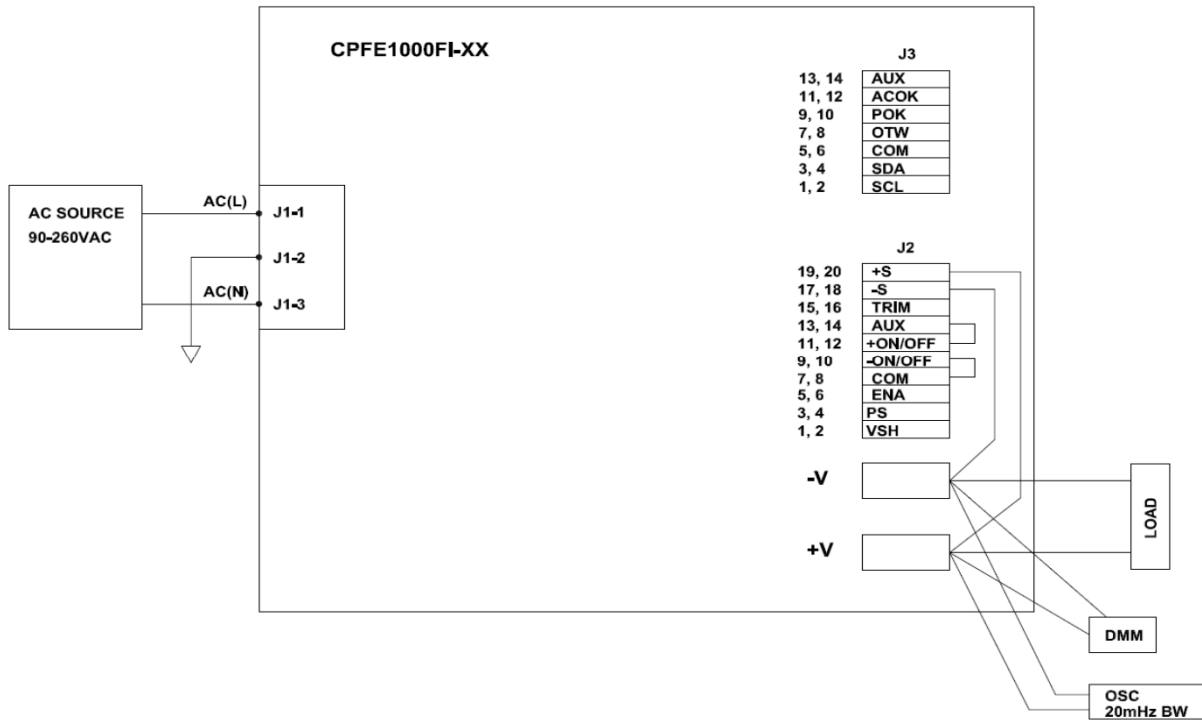 CPFE1000FI-XX
J3
13, 14 AUX
11, 12 ACOK
9, 10 POK
7, 8 OTW
5, 6 COM
3, 4 SDA
1, 2 SCL
AC SOURCE
90-260VAC
AC(L)
J1-1
J1-2
AC(N)
J1-3
J2
19, 20 +S
17, 18 -S
15, 16 TRIM
13, 14 AUX
11, 12 +ON/OFF
9, 10 -ON/OFF
7, 8 COM
5, 6 ENA
3, 4 PS
1, 2 VSH
-V
+V
LOAD
DMM
OSC
20mHz BW